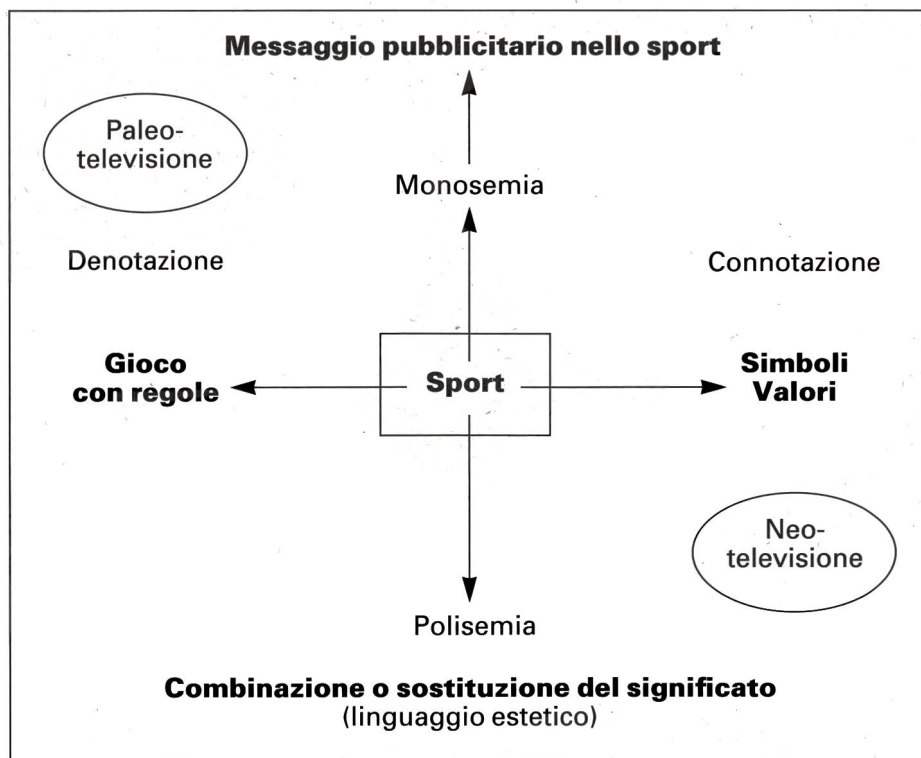 Messaggio pubblicitario nello sport
Paleo-
televisione
Monosemia
Denotazione
Connotazione
Gioco
con regole
Sport
Simboli
Valori
Neo-
televisione
Polisemia
Combinazione o sostituzione del significato
(linguaggio estetico)